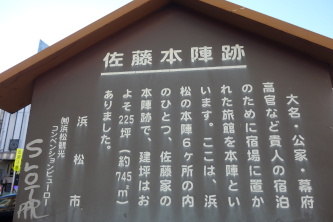 佐藤本陣跡
大名・公家・幕府
高官など貴人の宿泊
のために宿場に置か
れた旅館を本陣とい
います。ここは、浜
松の本陣6ヶ所の内
のひとつ、佐藤家の
本陣跡で、建坪はお
よそ225坪（約745㎡）
ありました。
浜松市
㈶浜松観光
コンベンションビューロー